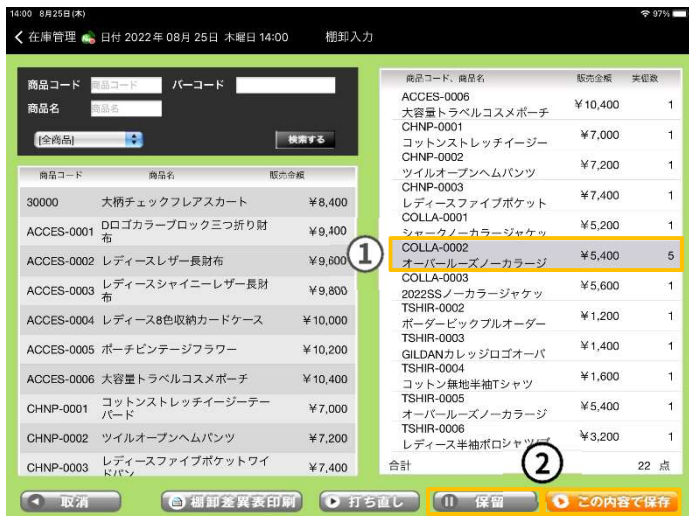 14:00 8月25日(木) 97%
在庫管理 日付 2022年08月25日 木曜日 14:00 棚卸入力
商品コード 商品コード バーコード
商品名 商品名
[全商品] 検索する
商品コード 商品名 販売金額
30000 大柄チェックフレアスカート ¥8,400
ACCES-0001 Dロゴカラーブロック三つ折り財布 ¥9,400
ACCES-0002 レディースレザー長財布 ¥9,600
ACCES-0003 レディースシャイニーレザー長財布 ¥9,800
ACCES-0004 レディース8色収納カードケース ¥10,000
ACCES-0005 ポーチビンテージフラワー ¥10,200
ACCES-0006 大容量トラベルコスメポーチ ¥10,400
CHNP-0001 コットンストレッチイージーテーパード ¥7,000
CHNP-0002 ツイルオープンヘムパンツ ¥7,200
CHNP-0003 レディースファイブポケットワイドパン ¥7,400
商品コード、商品名 販売金額 実在数
ACCES-0006
大容量トラベルコスメポーチ ¥10,400 1
CHNP-0001
コットンストレッチイージー ¥7,000 1
CHNP-0002
ツイルオープンヘムパンツ ¥7,200 1
CHNP-0003
レディースファイブポケット ¥7,400 1
COLLA-0001
シャークノーカラージャケッ ¥5,200 1
①
COLLA-0002
オーバールーズノーカラージ ¥5,400 5
COLLA-0003
2022SSノーカラージャケッ ¥5,600 1
TSHIR-0002
ボーダービックプルオーダー ¥1,200 1
TSHIR-0003
GILDANカレッジロゴオーバ ¥1,400 1
TSHIR-0004
コットン無地半袖Tシャツ ¥1,600 1
TSHIR-0005
オーバールーズノーカラージ ¥5,400 1
TSHIR-0006
レディース半袖ポロシャツ ¥3,200 1
合計 22 点
②
取消 棚卸差異表印刷 打ち直し 保留 この内容で保存